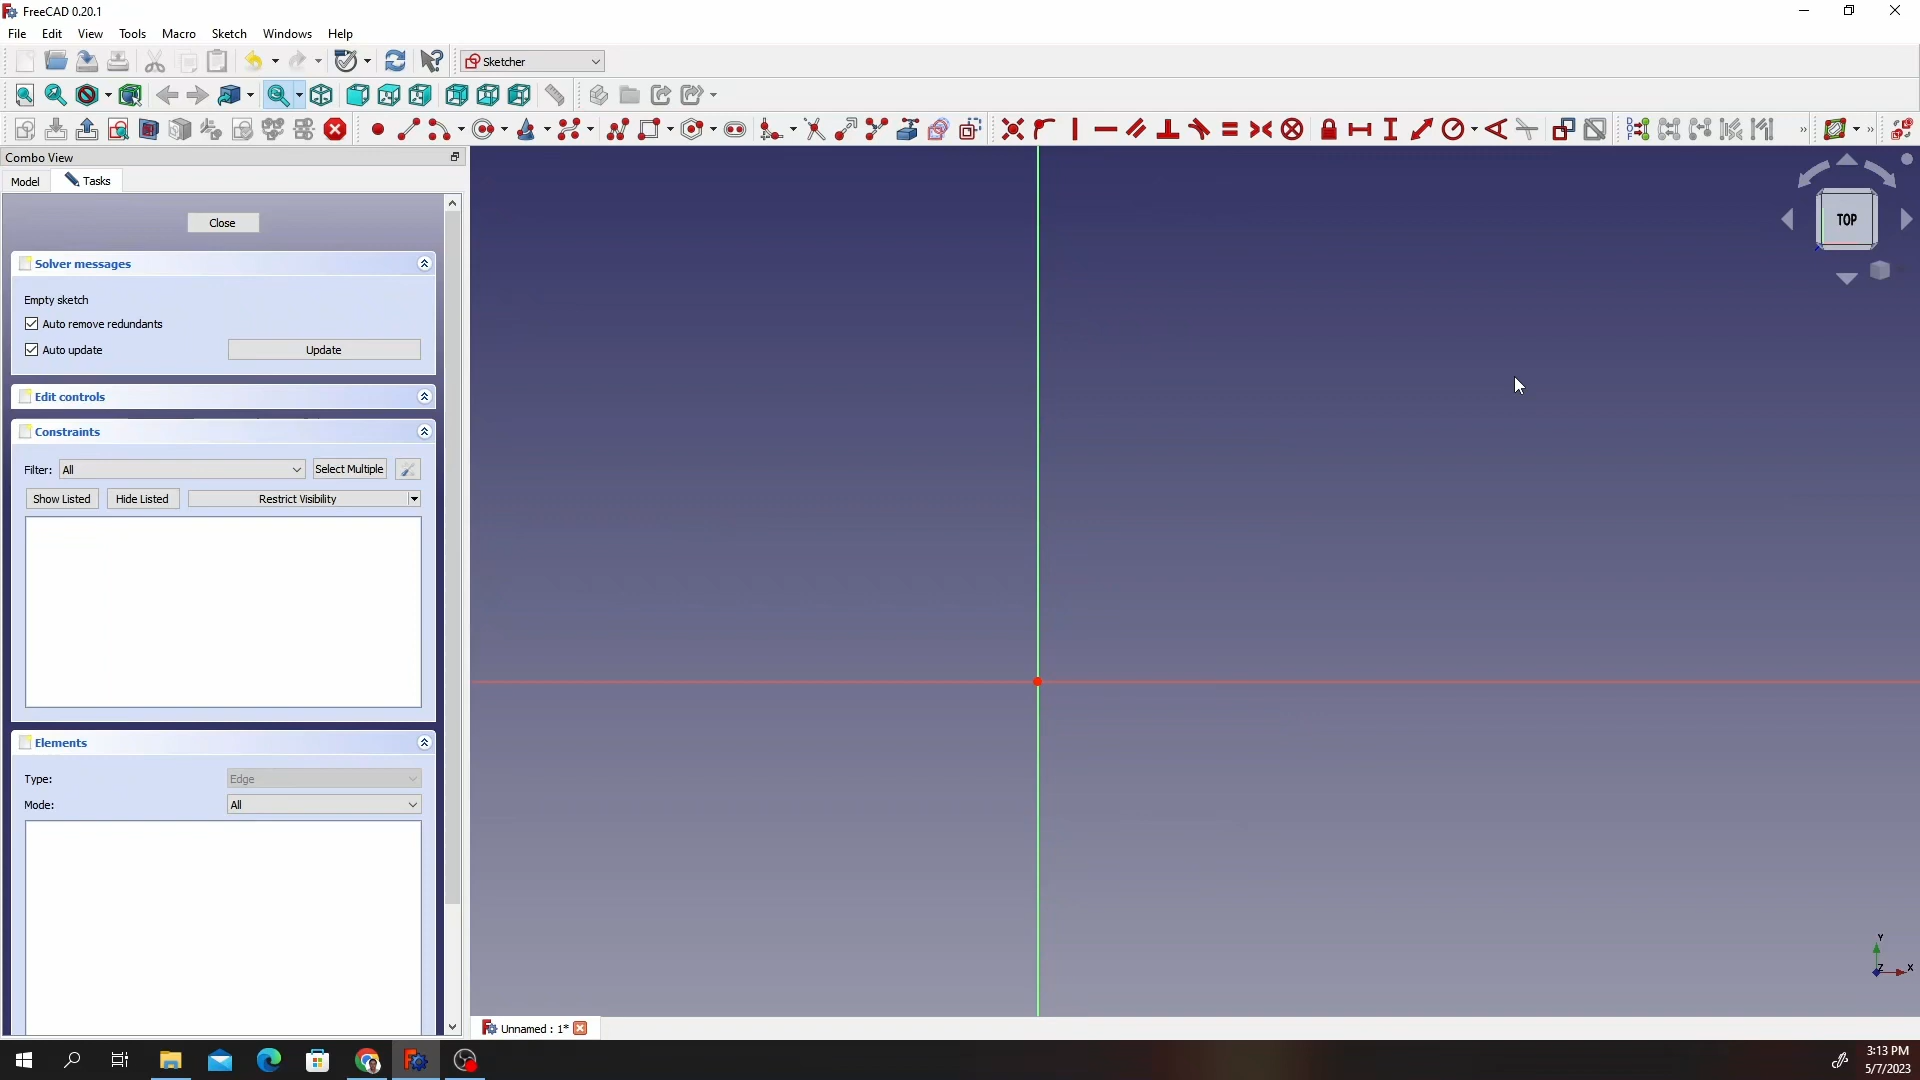 FreeCAD 0.20.1
File Edit View Tools Macro Sketch Windows Help
Sketcher
Combo View
Model Tasks
TOP
Close
Solver messages
Empty sketch
Auto remove redundants
Auto update Update
Edit controls
Constraints
Filter: All Select Multiple
Show Listed Hide Listed Restrict Visibility
Elements
Type: Edge
Mode: All
Y
Z X
Unnamed : 1*
3:13 PM
5/7/2023